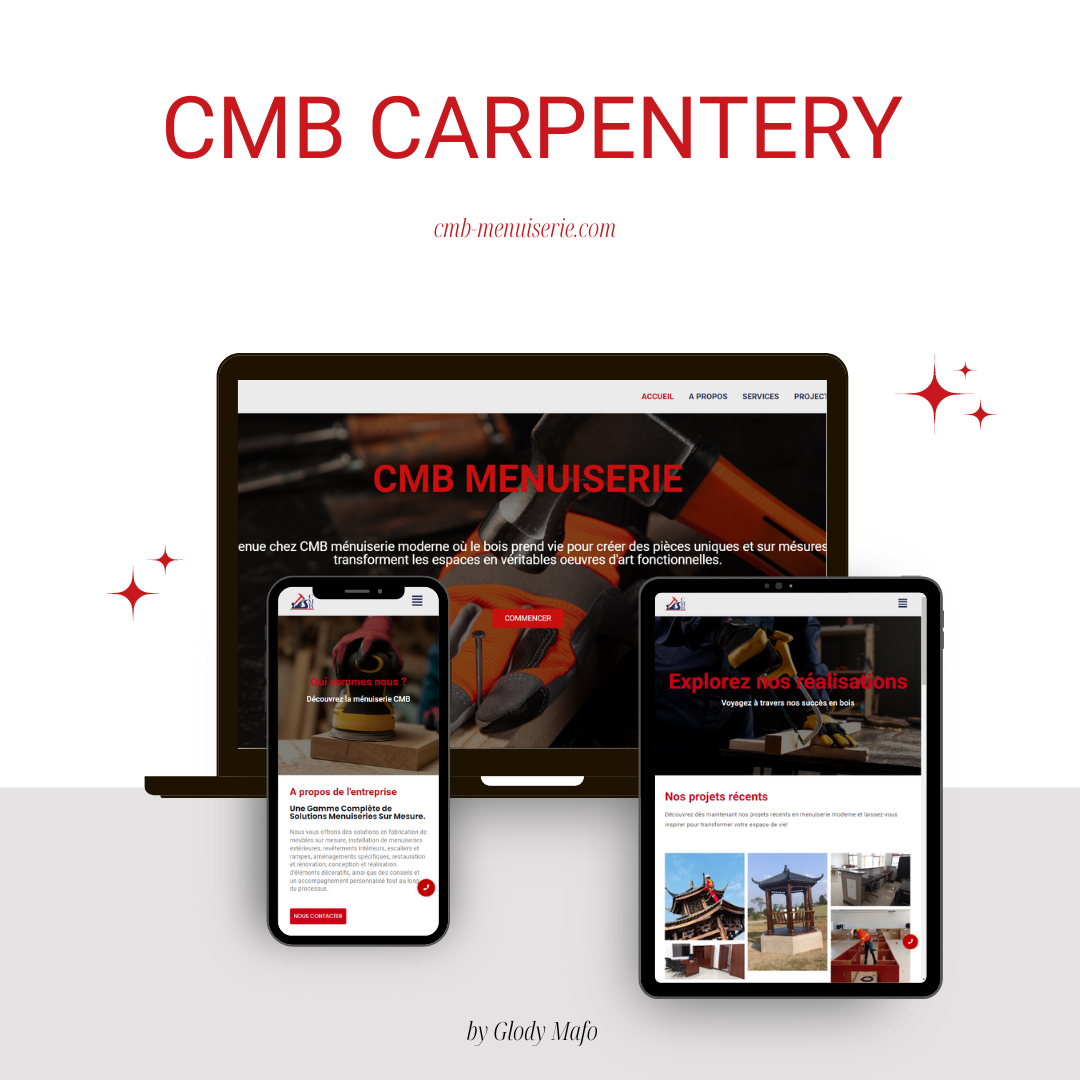 CMB CARPENTERY
cmb-menuiserie.com
ACCUEIL A PROPOS SERVICES PROJECT
CMB MENUISERIE
enue chez CMB ménuiserie moderne où le bois prend vie pour créer des pièces uniques et sur mésures
transforment les espaces en véritables oeuvres d'art fonctionnelles.
COMMENCER
Qui sommes nous ?
Découvrez la ménuiserie CMB
A propos de l'entreprise
Une Gamme Complète de
Solutions Menuiseries Sur Mesure.
Nous vous offrons des solutions en fabrication de
meubles sur mesure, installation de menuiseries
extérieures, revêtements intérieurs, escaliers et
rampes, aménagements spécifiques, restauration
et rénovation, conception et réalisation
d'éléments décoratifs, ainsi que des conseils et
un accompagnement personnalisé tout au long
du processus.
NOUS CONTACTER
Explorez nos réalisations
Voyagez à travers nos succès en bois
Nos projets récents
Découvrez dès maintenant nos projets récents en menuiserie moderne et laissez-vous
inspirer pour transformer votre espace de vie!
by Glody Mafo